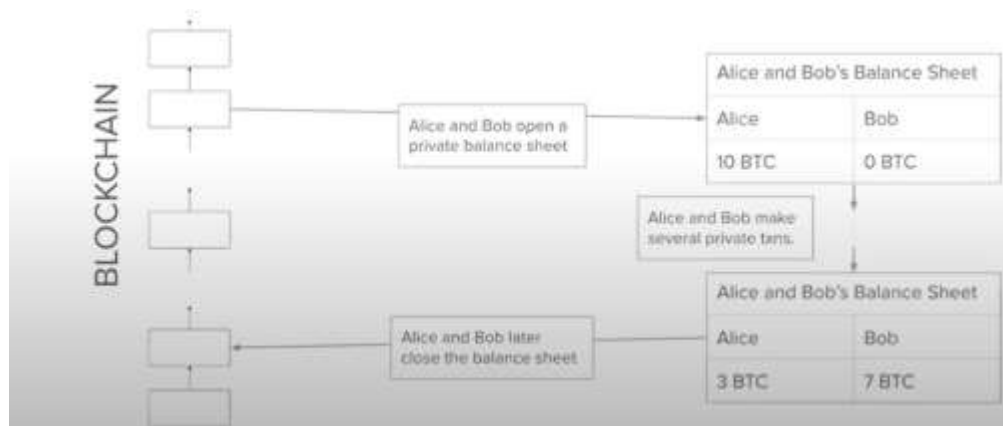 BLOCKCHAIN
Alice and Bob open a
private balance sheet
Alice and Bob's Balance Sheet
Alice
Bob
10 BTC
0 BTC
Alice and Bob make
several private txns.
Alice and Bob's Balance Sheet
Alice
Bob
3 BTC
7 BTC
Alice and Bob later
close the balance sheet